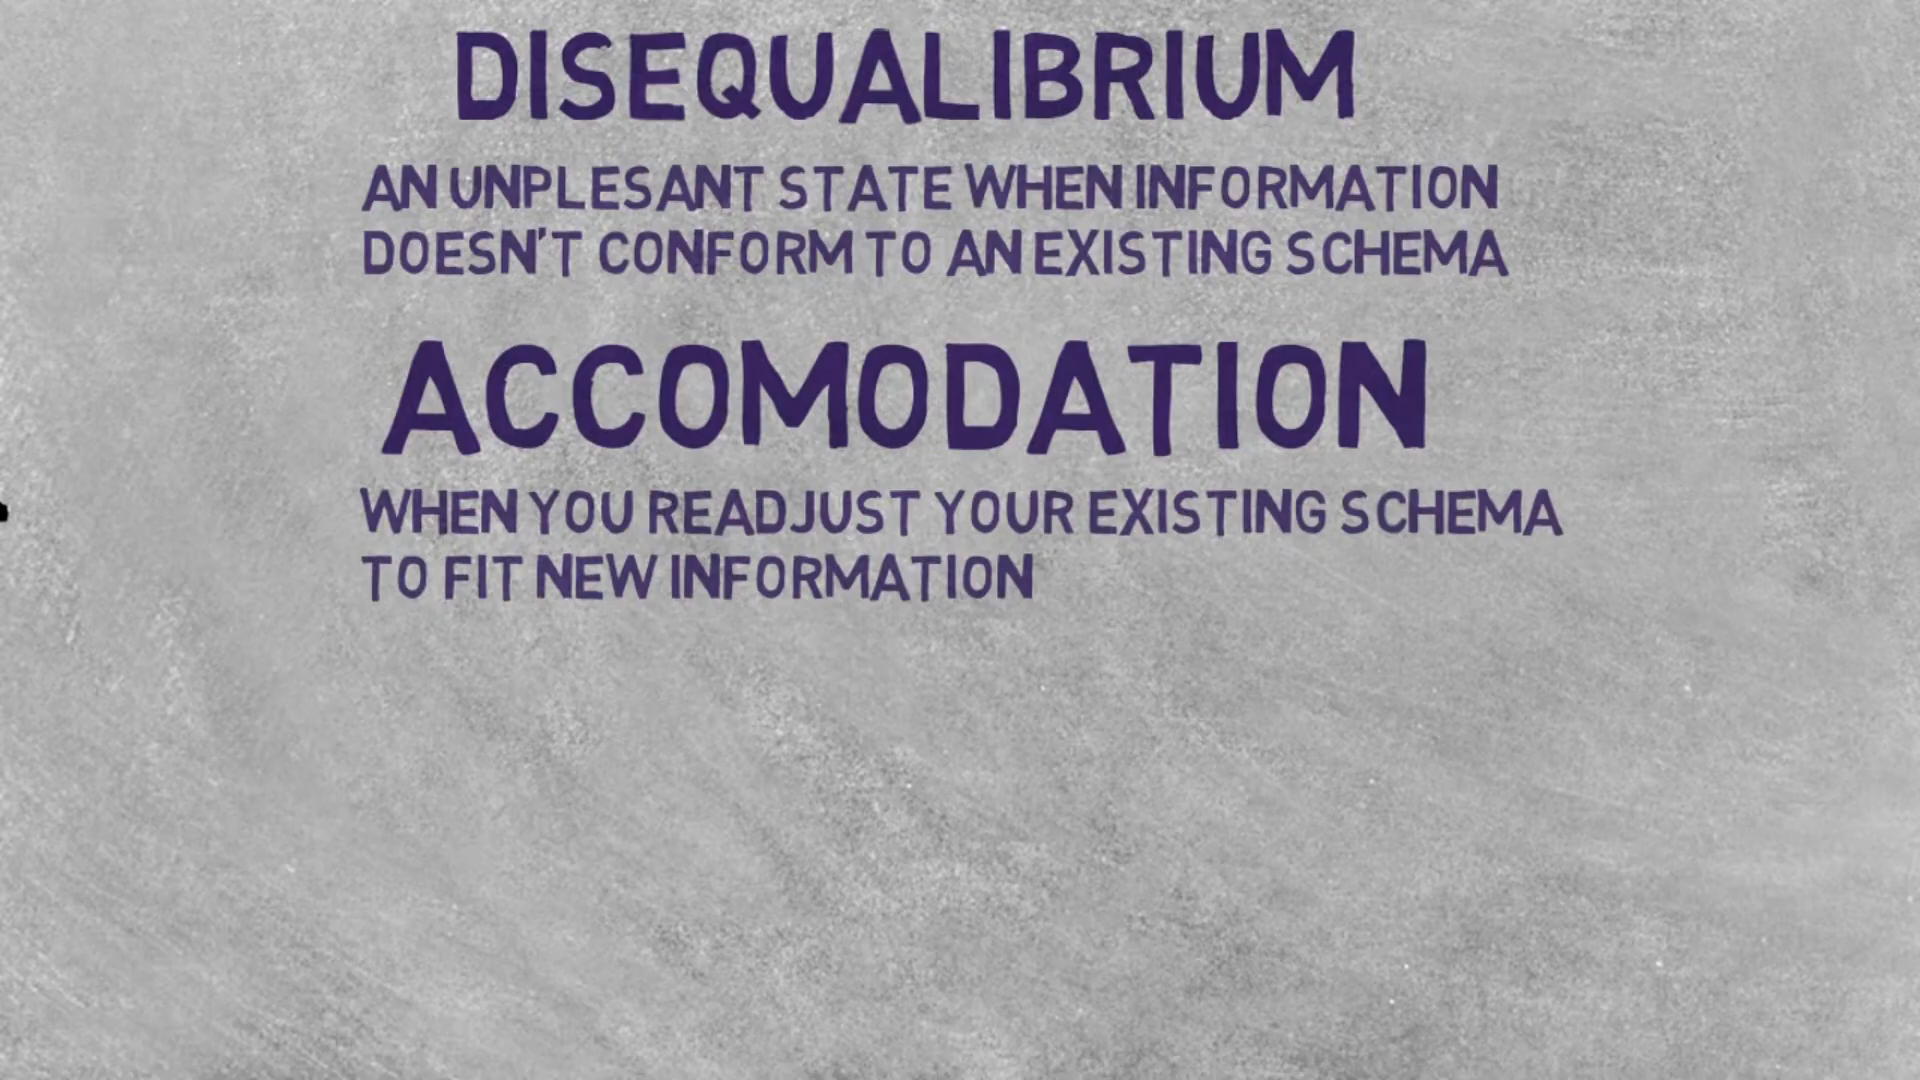 DISEQUALIBRIUM
AN UNPLESANT STATE WHEN INFORMATION
DOESN'T CONFORM TO AN EXISTING SCHEMA
ACCOMODATION
WHEN YOU READJUST YOUR EXISTING SCHEMA
TO FIT NEW INFORMATION